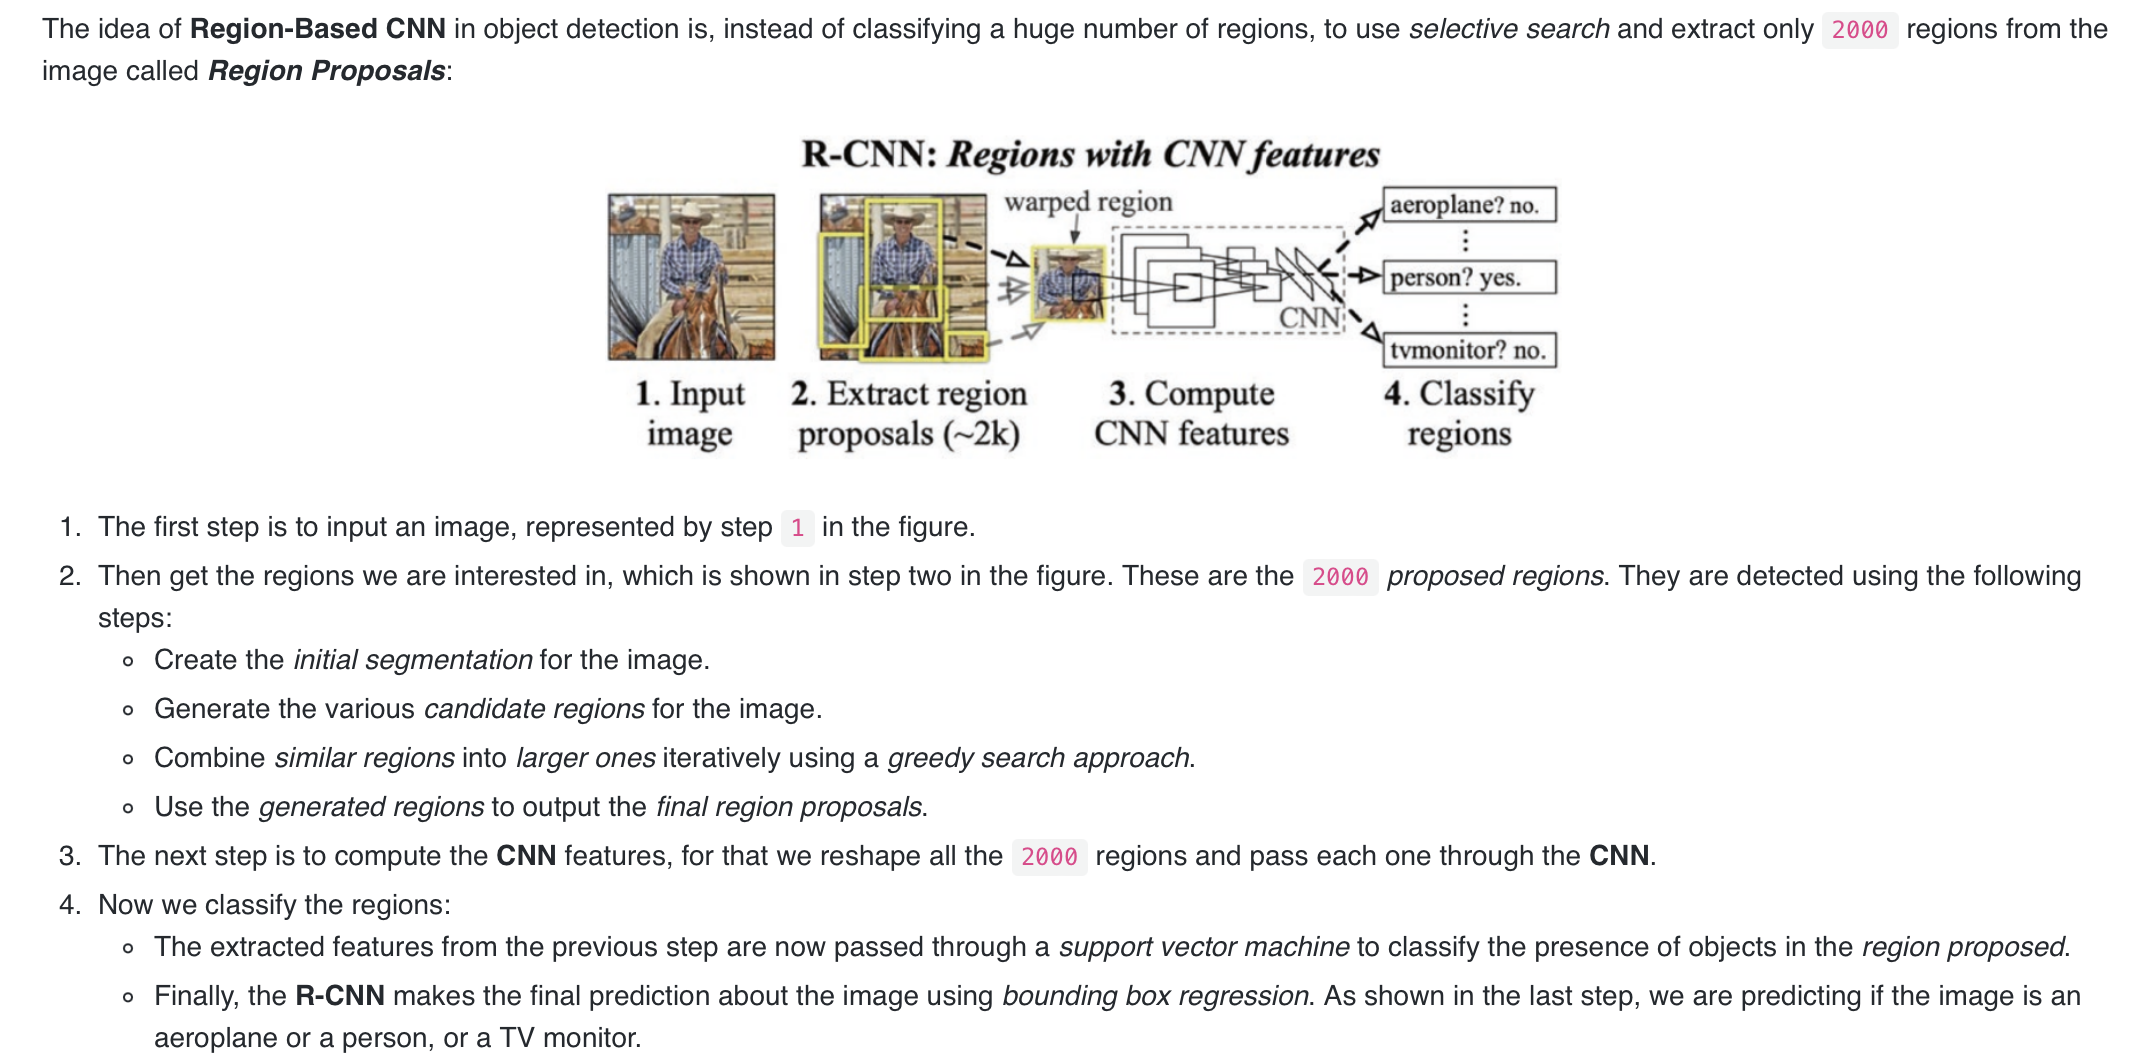 The idea of Region-Based CNN in object detection is, instead of classifying a huge number of regions, to use selective search and extract only 2000 regions from the
image called Region Proposals:
R-CNN: Regions with CNN features
warped region
aeroplane? no.
person? yes.
tvmonitor? no.
CNN
1. Input
image
2. Extract region
proposals (~2k)
3. Compute
CNN features
4. Classify
regions
1. The first step is to input an image, represented by step 1 in the figure.
2. Then get the regions we are interested in, which is shown in step two in the figure. These are the 2000 proposed regions. They are detected using the following
steps:
Create the initial segmentation for the image.
Generate the various candidate regions for the image.
Combine similar regions into larger ones iteratively using a greedy search approach.
Use the generated regions to output the final region proposals.
3. The next step is to compute the CNN features, for that we reshape all the 2000 regions and pass each one through the CNN.
4. Now we classify the regions:
The extracted features from the previous step are now passed through a support vector machine to classify the presence of objects in the region proposed.
Finally, the R-CNN makes the final prediction about the image using bounding box regression. As shown in the last step, we are predicting if the image is an
aeroplane or a person, or a TV monitor.